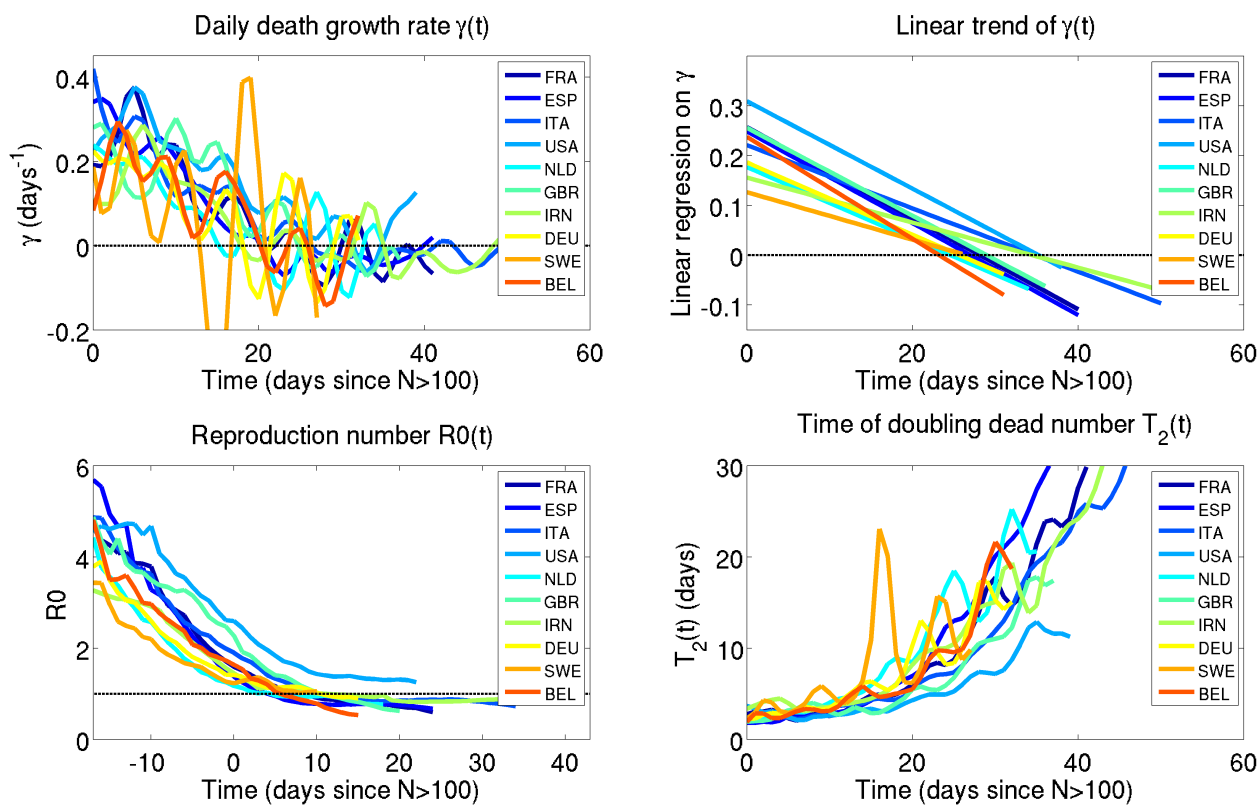 Daily death growth rate γ(t)
γ (days⁻¹)
0.4
0.2
0
-0.2
0
20
40
60
Time (days since N>100)
FRA
ESP
ITA
USA
NLD
GBR
IRN
DEU
SWE
BEL
Linear trend of γ(t)
Linear regression on γ
0.3
0.2
0.1
0
-0.1
0
20
40
60
Time (days since N>100)
FRA
ESP
ITA
USA
NLD
GBR
IRN
DEU
SWE
BEL
Reproduction number R0(t)
R0
6
4
2
0
-10
0
10
20
30
40
Time (days since N>100)
FRA
ESP
ITA
USA
NLD
GBR
IRN
DEU
SWE
BEL
Time of doubling dead number T₂(t)
T₂(t) (days)
30
20
10
0
0
20
40
60
Time (days since N>100)
FRA
ESP
ITA
USA
NLD
GBR
IRN
DEU
SWE
BEL